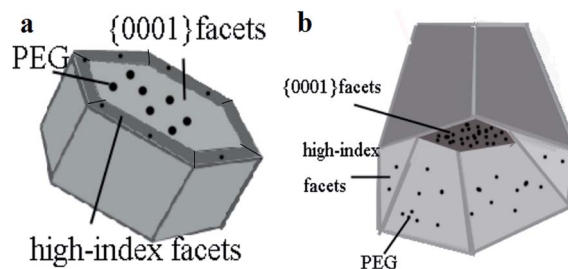 a
{0001}facets
PEG
high-index facets
b
{0001}facets
high-index
facets
PEG